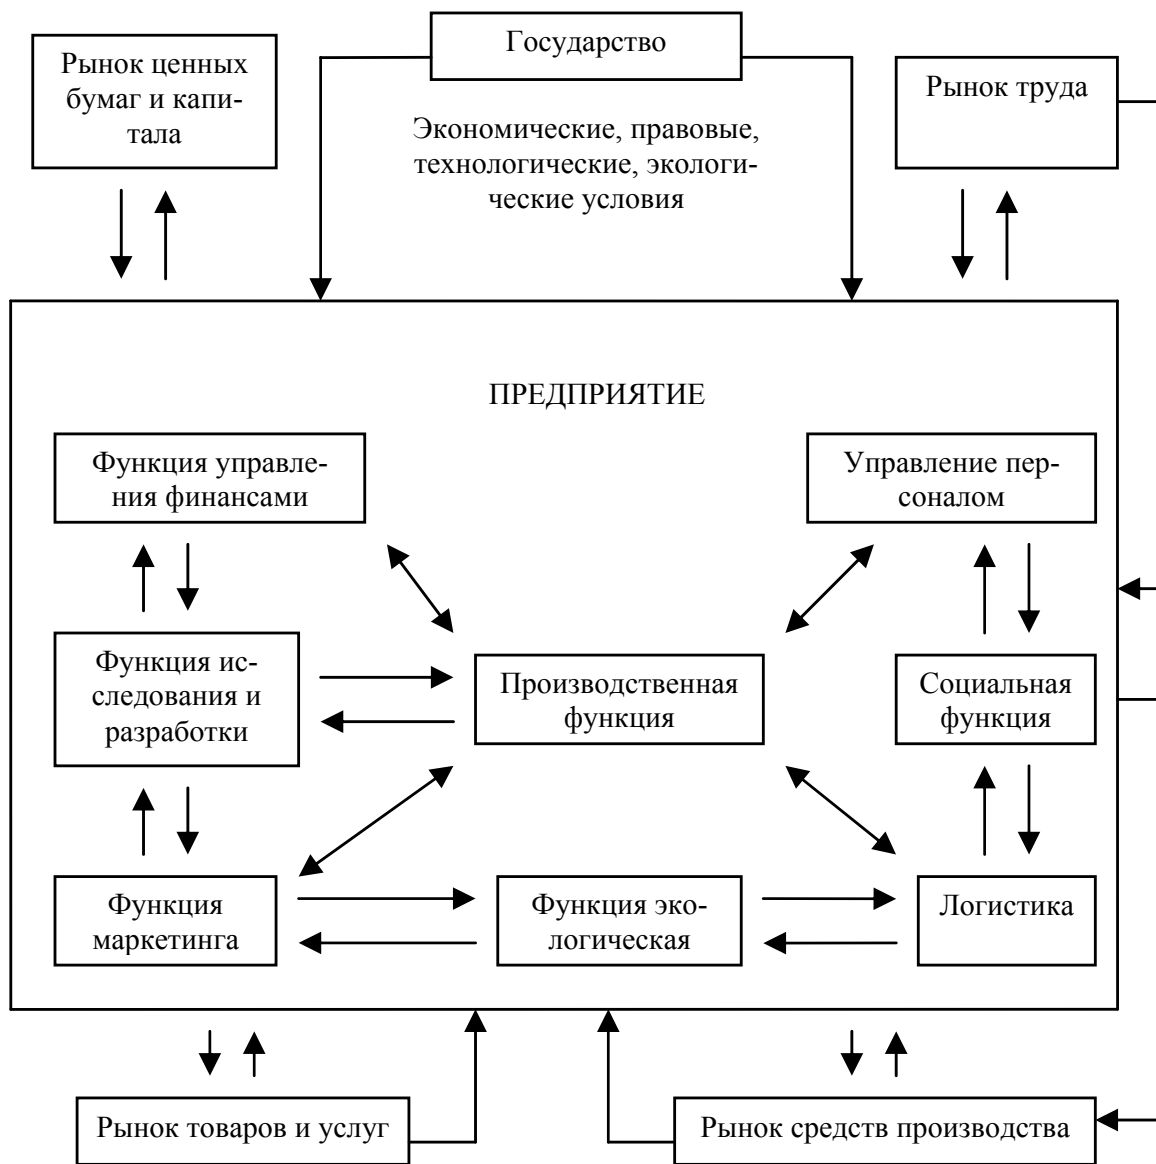 Государство
Рынок ценных
бумаг и капи-
тала
Рынок труда
Экономические, правовые,
технологические, экологи-
ческие условия
ПРЕДПРИЯТИЕ
Функция управле-
ния финансами
Управление пер-
соналом
Функция ис-
следования и
разработки
Производственная
функция
Социальная
функция
Функция
маркетинга
Функция эко-
логическая
Логистика
Рынок товаров и услуг
Рынок средств производства